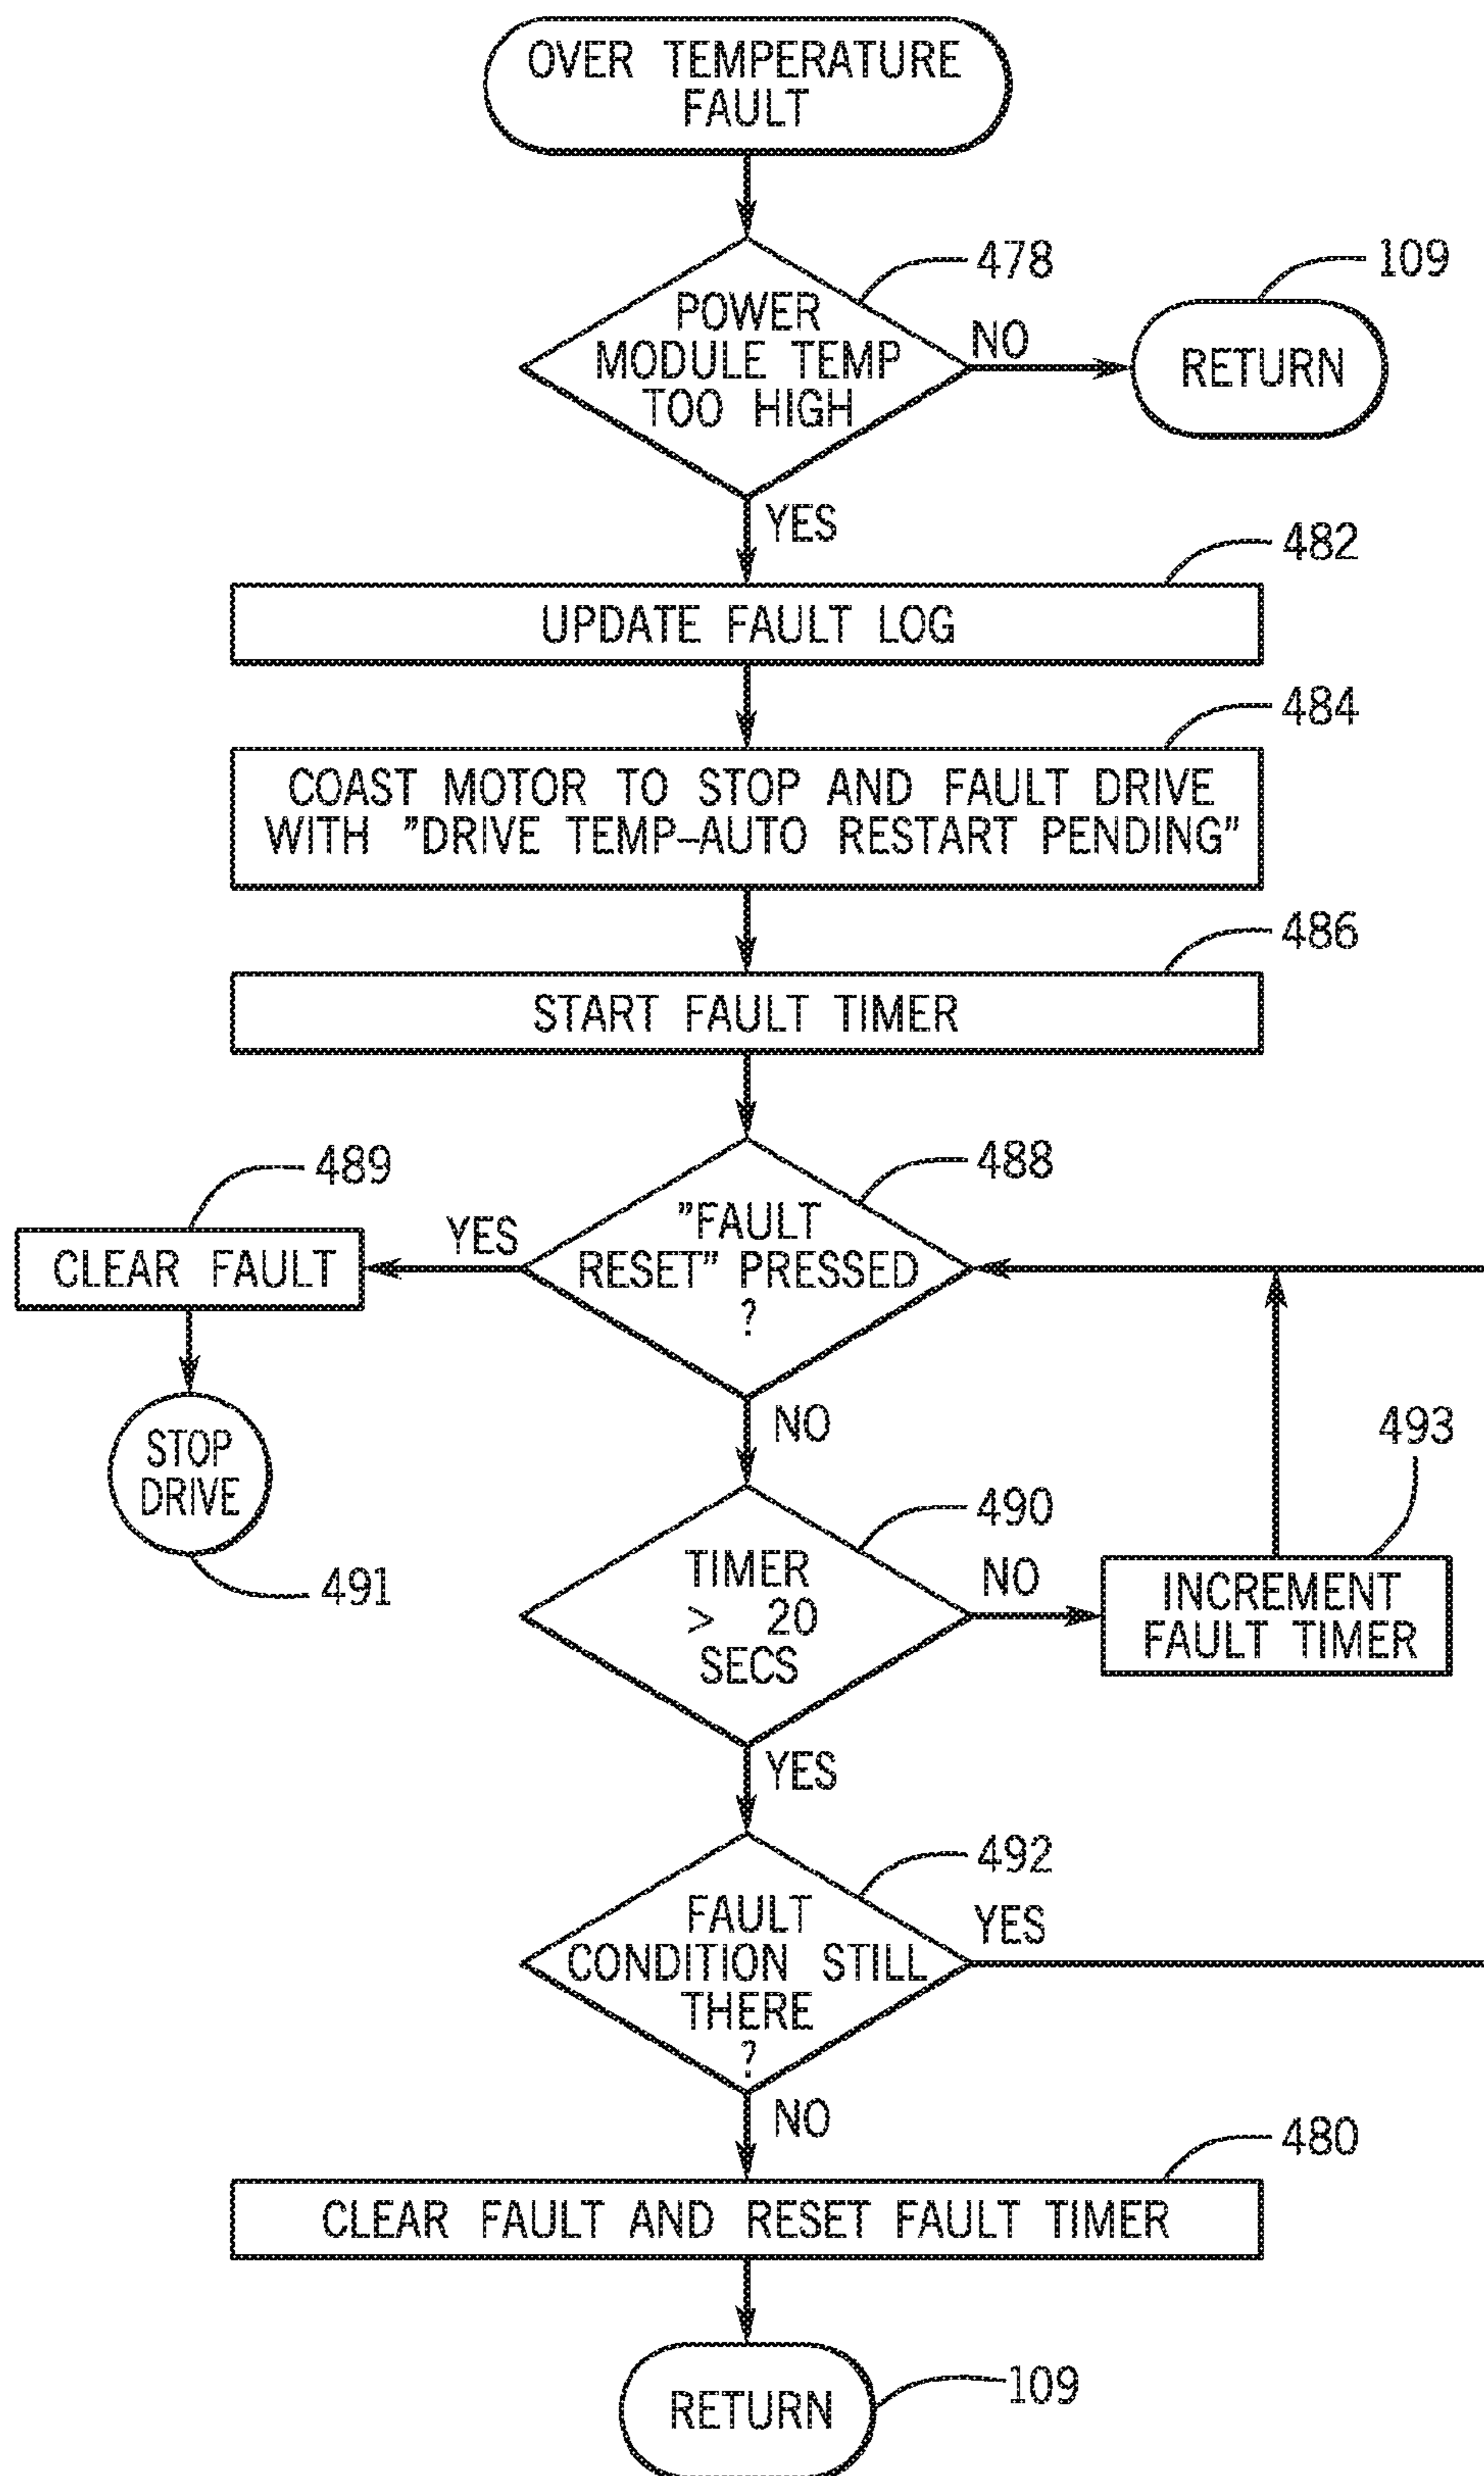 OVER TEMPERATURE
FAULT
478
109
POWER
MODULE TEMP
TOO HIGH
NO
RETURN
YES
482
UPDATE FAULT LOG
484
COAST MOTOR TO STOP AND FAULT DRIVE
WITH "DRIVE TEMP–AUTO RESTART PENDING"
486
START FAULT TIMER
489
488
CLEAR FAULT
YES
"FAULT
RESET" PRESSED
?
NO
STOP
DRIVE
491
490
493
TIMER
> 20
SECS
NO
INCREMENT
FAULT TIMER
YES
492
FAULT
CONDITION STILL
THERE
?
YES
NO
480
CLEAR FAULT AND RESET FAULT TIMER
RETURN
109